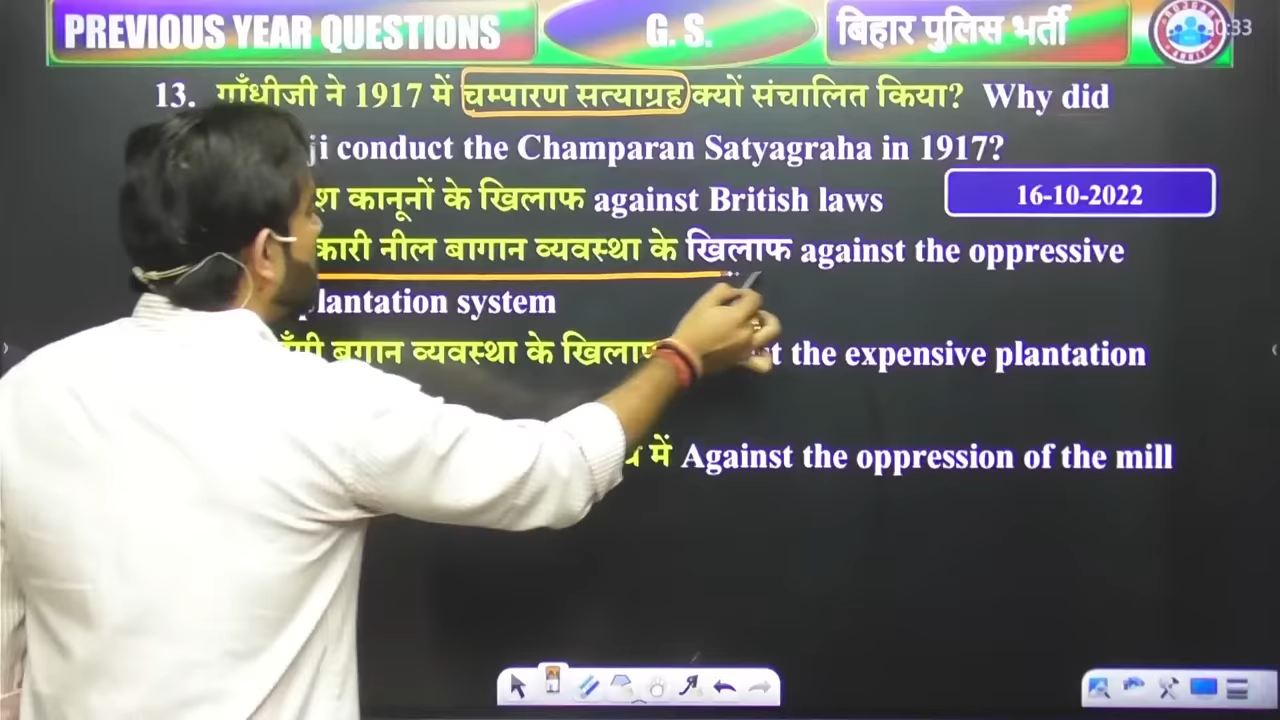 PREVIOUS YEAR QUESTIONS
G. S.
बिहार पुलिस भर्ती
13. गाँधीजी ने 1917 में चम्पारण सत्याग्रह क्यों संचालित किया? Why did
ji conduct the Champaran Satyagraha in 1917?
कानूनों के खिलाफ against British laws
16-10-2022
नील बागान व्यवस्था के खिलाफ against the oppressive
plantation system
बगान व्यवस्था के the expensive plantation
में Against the oppression of the mill